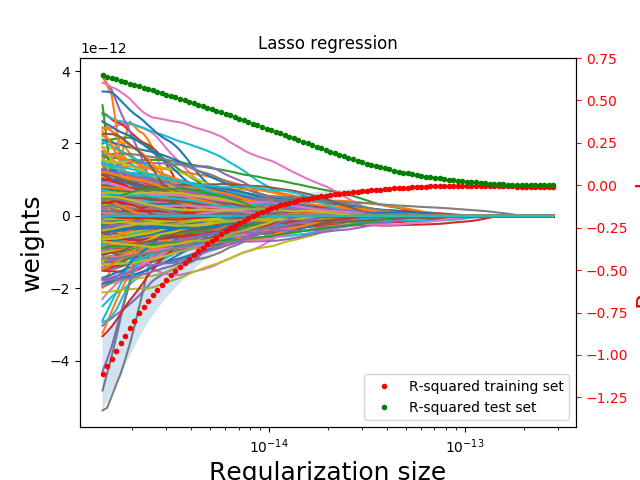 Lasso regression
1e−12
4
2
0
−2
−4
weights
0.75
0.50
0.25
0.00
−0.25
−0.50
−0.75
−1.00
−1.25
R-squared training set
R-squared test set
10^−14
10^−13
Regularization size